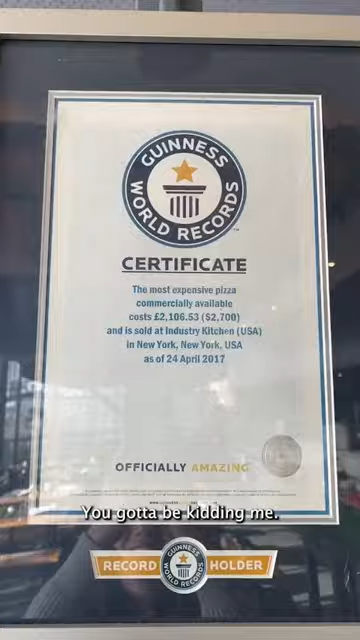 GUINNESS
WORLD RECORDS
™
CERTIFICATE
The most expensive pizza
commercially available
costs £2,106.53 ($2,700)
and is sold at Industry Kitchen (USA)
in New York, New York, USA
as of 24 April 2017
OFFICIALLY AMAZING
You gotta be kidding me.
RECORD HOLDER
GUINNESS
WORLD RECORDS